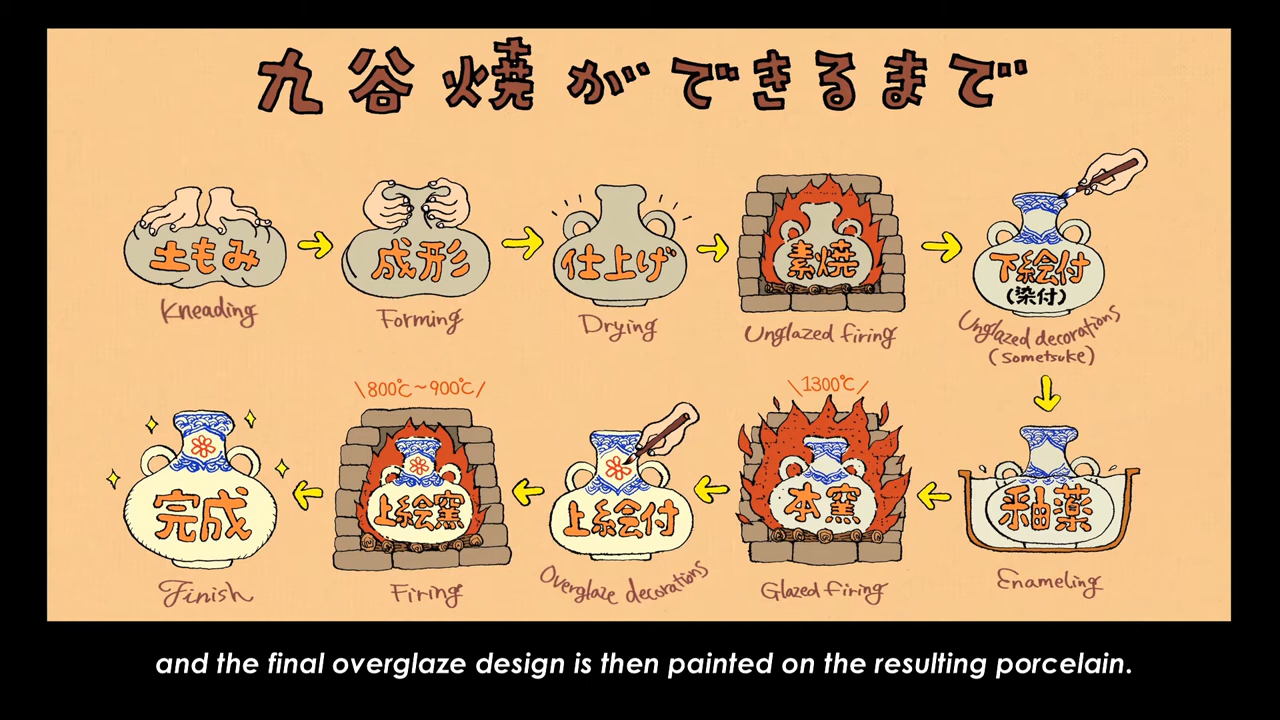 九谷焼ができるまで
土もみ
Kneading
成形
Forming
仕上げ
Drying
素焼
Unglazed firing
下絵付
(染付)
Unglazed decorations
(Sometsuke)
釉薬
Enameling
1300℃
本窯
Glazed firing
上絵付
Overglaze decorations
800℃~900℃
上絵窯
Firing
完成
Finish
and the final overglaze design is then painted on the resulting porcelain.